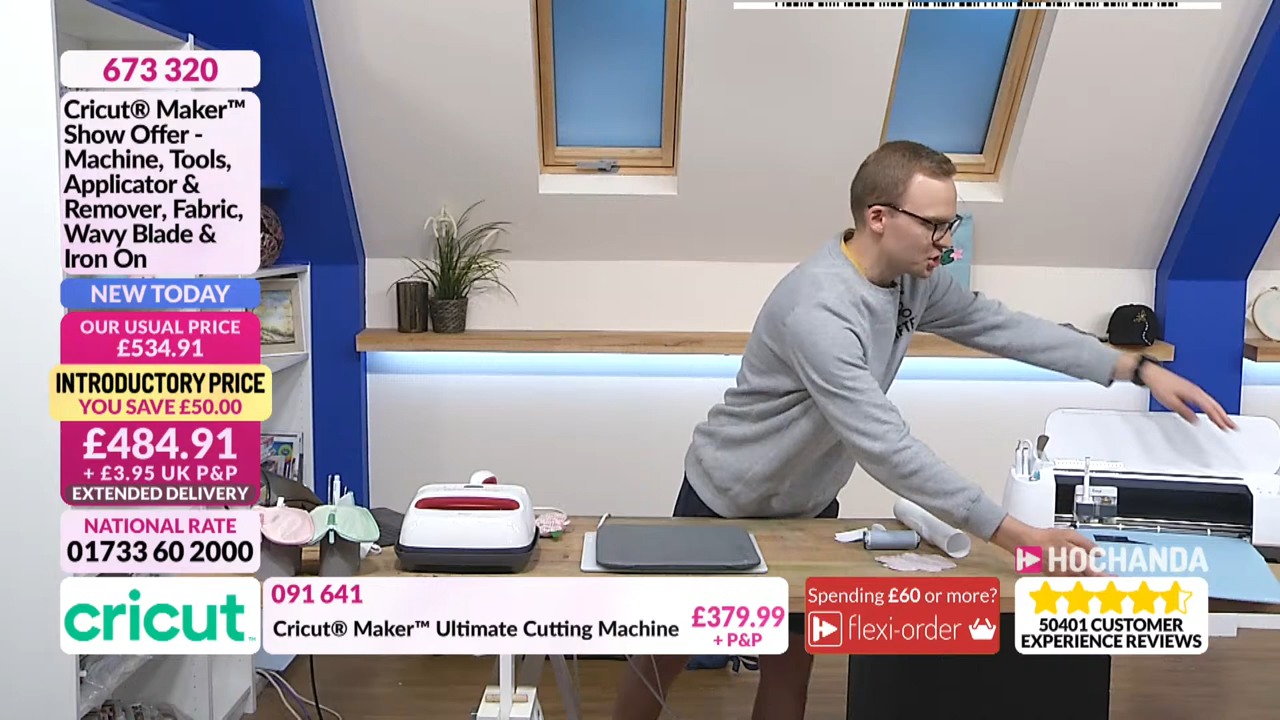 673 320
Cricut® Maker™
Show Offer -
Machine, Tools,
Applicator &
Remover, Fabric,
Wavy Blade &
Iron On
NEW TODAY
OUR USUAL PRICE
£534.91
INTRODUCTORY PRICE
YOU SAVE £50.00
£484.91
+ £3.95 UK P&P
EXTENDED DELIVERY
NATIONAL RATE
01733 60 2000
cricut™
091 641
Cricut® Maker™ Ultimate Cutting Machine
£379.99
+ P&P
Spending £60 or more?
flexi-order
HOCHANDA
50401 CUSTOMER
EXPERIENCE REVIEWS